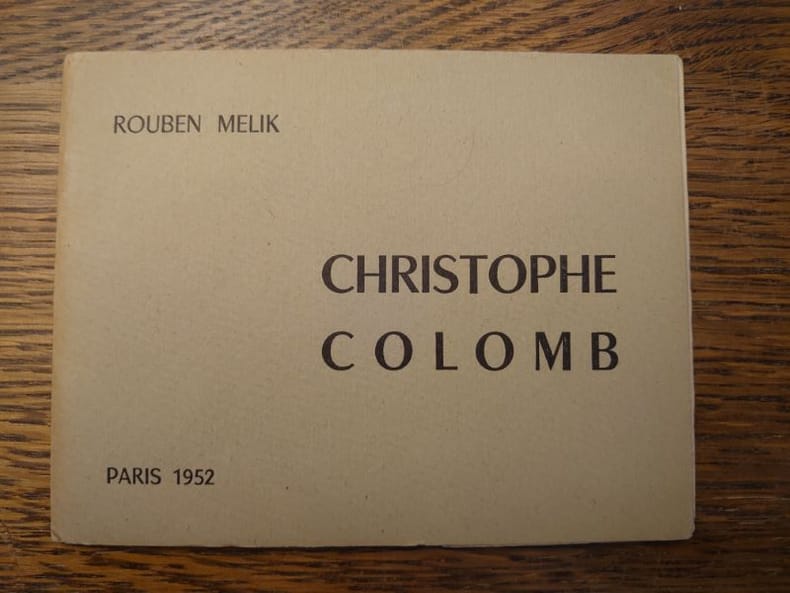 ROUBEN MELIK
CHRISTOPHE
COLOMB
PARIS 1952